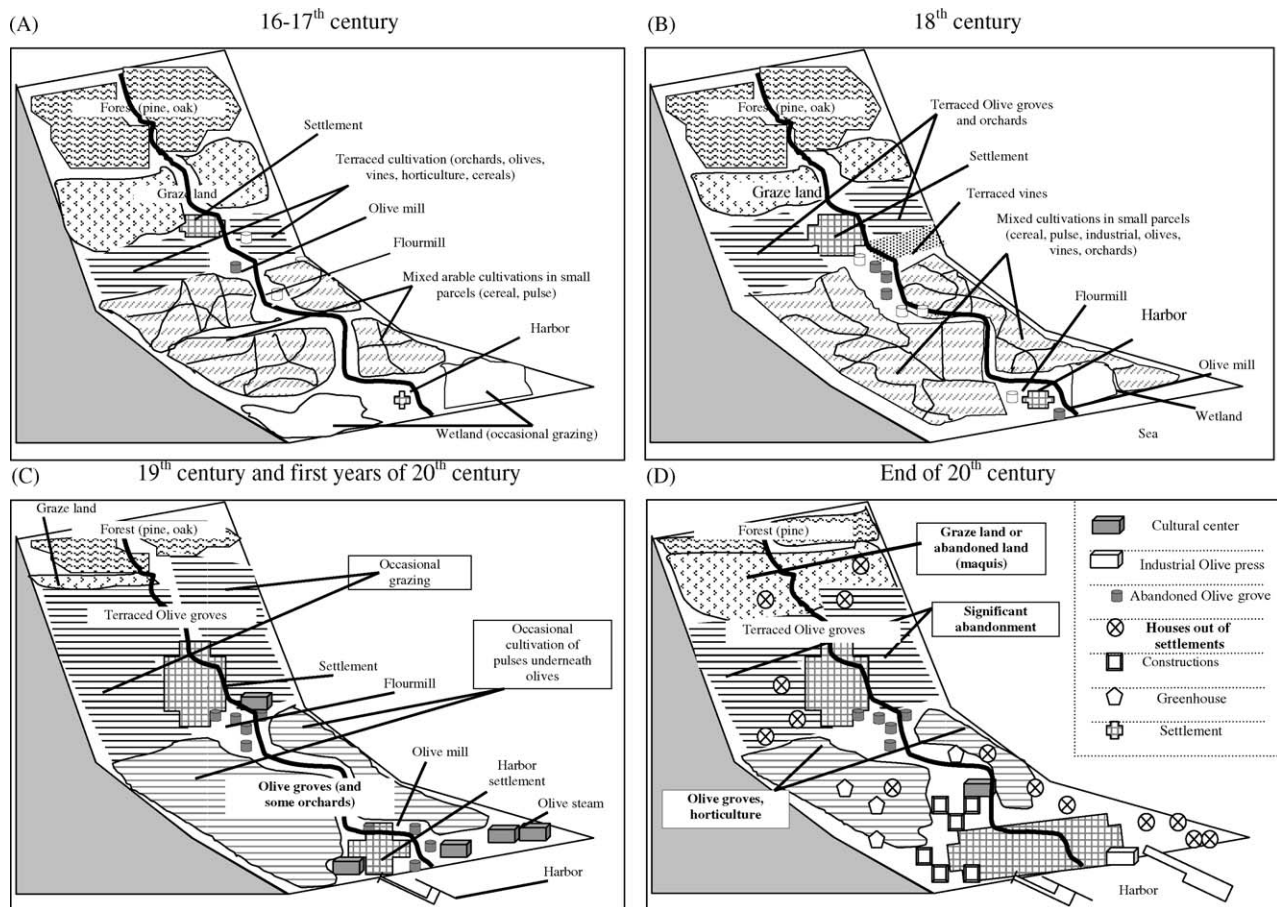 (A)
16-17th century
Forest (pine, oak)
Settlement
Terraced cultivation (orchards, olives,
vines, horticulture, cereals)
Graze land
Olive mill
Flourmill
Mixed arable cultivations in small
parcels (cereal, pulse)
Harbor
Wetland (occasional grazing)
(B)
18th century
Forest (pine, oak)
Terraced Olive groves
and orchards
Settlement
Graze land
Terraced vines
Mixed cultivations in small parcels
(cereal, pulse, industrial, olives,
vines, orchards)
Flourmill
Harbor
Olive mill
Wetland
Sea
(C)
19th century and first years of 20th century
Graze land
Forest (pine, oak)
Occasional
grazing
Terraced Olive groves
Occasional
cultivation of
pulses underneath
olives
Settlement
Flourmill
Olive mill
Harbor
settlement
Olive groves (and
some orchards)
Olive steam
Harbor
(D)
End of 20th century
Forest (pine)
Graze land or
abandoned land
(maquis)
Terraced Olive groves
Significant
abandonment
Olive groves,
horticulture
Harbor
Cultural center
Industrial Olive press
Abandoned Olive grove
Houses out of
settlements
Constructions
Greenhouse
Settlement